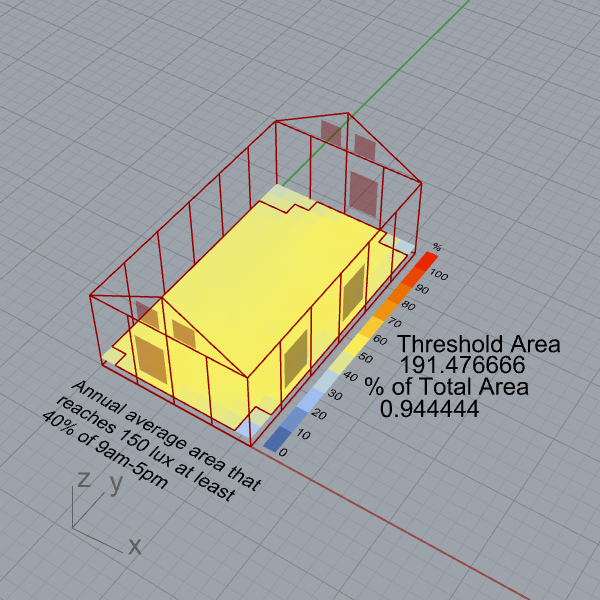 %
100
90
80
70
60
50
40
30
20
10
0
Threshold Area
191.476666
% of Total Area
0.944444
Annual average area that
reaches 150 lux at least
40% of 9am-5pm
z
y
x